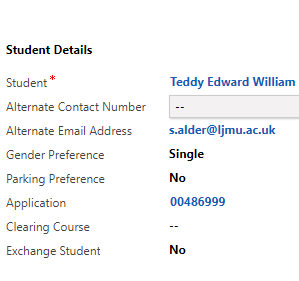 Student Details
Student * Teddy Edward William
Alternate Contact Number --
Alternate Email Address s.alder@ljmu.ac.uk
Gender Preference Single
Parking Preference No
Application 00486999
Clearing Course --
Exchange Student No